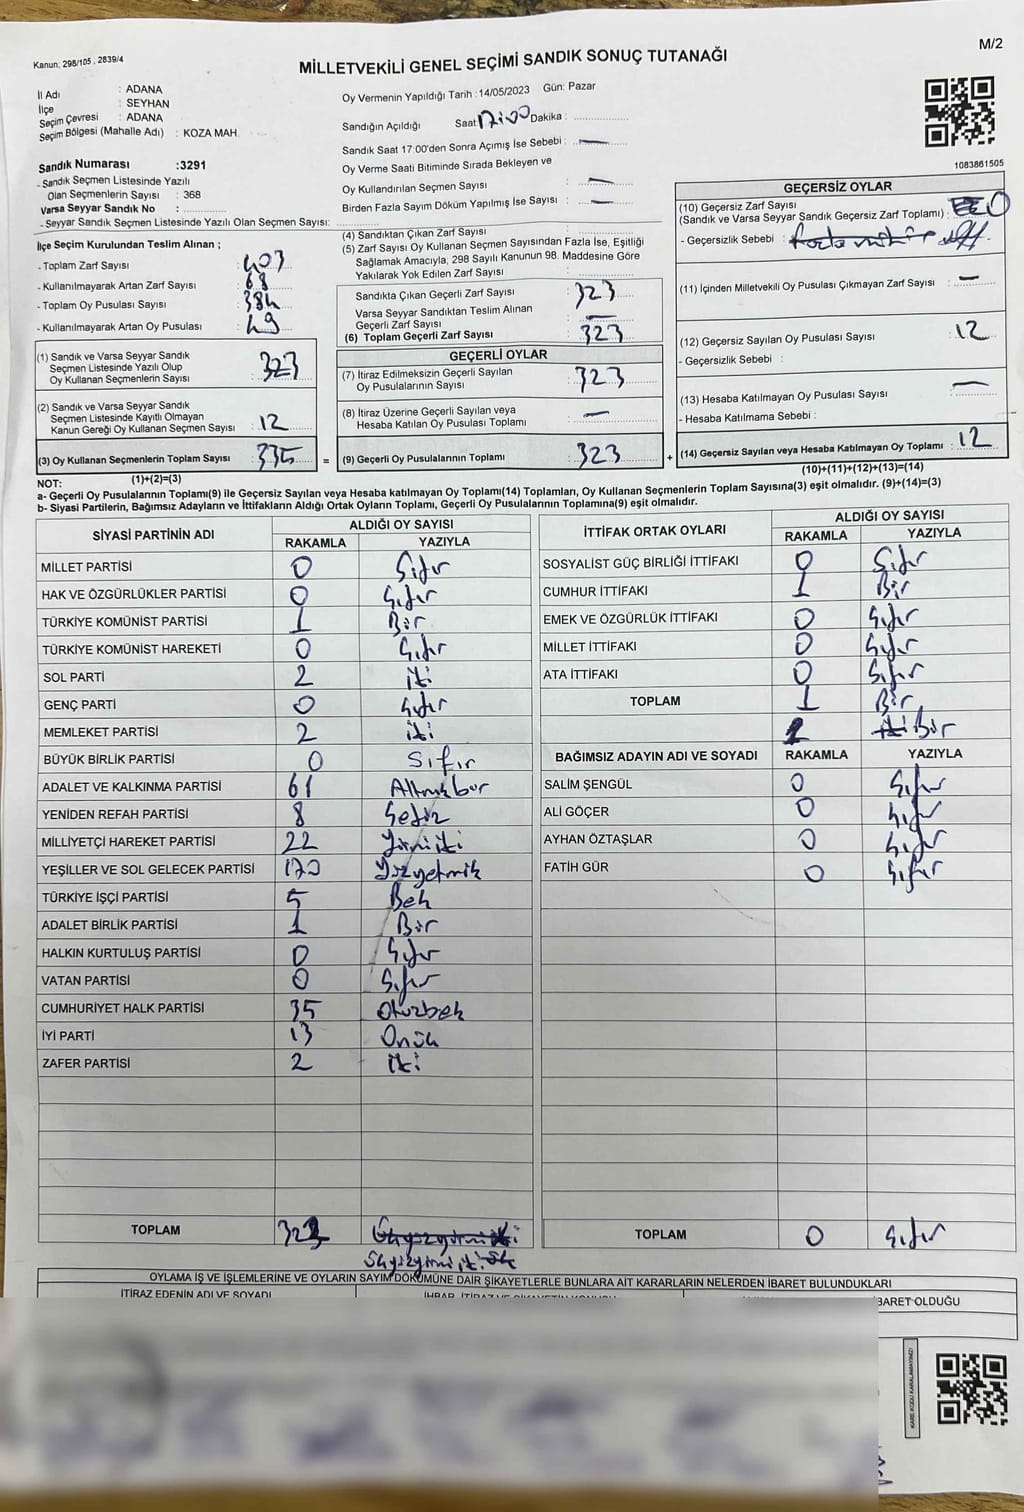 Kanun; 298/105 , 2839/4
MİLLETVEKİLİ GENEL SEÇİMİ SANDIK SONUÇ TUTANAĞI
M/2
İl Adı : ADANA
İlçe : SEYHAN
Seçim Çevresi : ADANA
Seçim Bölgesi (Mahalle Adı) : KOZA MAH.
Sandık Numarası :3291
- Sandık Seçmen Listesinde Yazılı
Olan Seçmenlerin Sayısı : 368
Varsa Seyyar Sandık No :
- Seyyar Sandık Seçmen Listesinde Yazılı Olan Seçmen Sayısı:
Oy Vermenin Yapıldığı Tarih :14/05/2023 Gün: Pazar
Sandığın Açıldığı Saat 17:00 Dakika :
Sandık Saat 17:00'den Sonra Açımış İse Sebebi : —
Oy Verme Saati Bitiminde Sırada Bekleyen ve
Oy Kullandırılan Seçmen Sayısı : —
Birden Fazla Sayım Döküm Yapılmış İse Sayısı : —
1083861505
İlçe Seçim Kurulundan Teslim Alınan ;
- Toplam Zarf Sayısı : 403
- Kullanılmayarak Artan Zarf Sayısı : 68
- Toplam Oy Pusulası Sayısı : 384
- Kullanılmayarak Artan Oy Pusulası : 49
(4) Sandıktan Çıkan Zarf Sayısı :
(5) Zarf Sayısı Oy Kullanan Seçmen Sayısından Fazla İse, Eşitliği
Sağlamak Amacıyla, 298 Sayılı Kanunun 98. Maddesine Göre
Yakılarak Yok Edilen Zarf Sayısı :
Sandıkta Çıkan Geçerli Zarf Sayısı : 323
Varsa Seyyar Sandıktan Teslim Alınan
Geçerli Zarf Sayısı : —
(6) Toplam Geçerli Zarf Sayısı : 323
GEÇERSİZ OYLAR
(10) Geçersiz Zarf Sayısı
(Sandık ve Varsa Seyyar Sandık Geçersiz Zarf Toplamı) : 0
- Geçersizlik Sebebi :
(11) İçinden Milletvekili Oy Pusulası Çıkmayan Zarf Sayısı : —
(12) Geçersiz Sayılan Oy Pusulası Sayısı : 12
- Geçersizlik Sebebi :
(13) Hesaba Katılmayan Oy Pusulası Sayısı : —
- Hesaba Katılmama Sebebi :
(14) Geçersiz Sayılan veya Hesaba Katılmayan Oy Toplamı : 12
(10)+(11)+(12)+(13)=(14)
(1) Sandık ve Varsa Seyyar Sandık
Seçmen Listesinde Yazılı Olup
Oy Kullanan Seçmenlerin Sayısı : 323
(2) Sandık ve Varsa Seyyar Sandık
Seçmen Listesinde Kayıtlı Olmayan
Kanun Gereği Oy Kullanan Seçmen Sayısı : 12
(3) Oy Kullanan Seçmenlerin Toplam Sayısı : 335 =
(1)+(2)=(3)
GEÇERLİ OYLAR
(7) İtiraz Edilmeksizin Geçerli Sayılan
Oy Pusulalarının Sayısı : 323
(8) İtiraz Üzerine Geçerli Sayılan veya
Hesaba Katılan Oy Pusulası Toplamı : —
(9) Geçerli Oy Pusulalarının Toplamı : 323 +
NOT:
a- Geçerli Oy Pusulalarının Toplamı(9) ile Geçersiz Sayılan veya Hesaba katılmayan Oy Toplamı(14) Toplamları, Oy Kullanan Seçmenlerin Toplam Sayısına(3) eşit olmalıdır. (9)+(14)=(3)
b- Siyasi Partilerin, Bağımsız Adayların ve İttifakların Aldığı Ortak Oyların Toplamı, Geçerli Oy Pusulalarının Toplamına(9) eşit olmalıdır.
SİYASİ PARTİNİN ADI ALDIĞI OY SAYISI
RAKAMLA YAZIYLA
MİLLET PARTİSİ 0 Sıfır
HAK VE ÖZGÜRLÜKLER PARTİSİ 0 Sıfır
TÜRKİYE KOMÜNİST PARTİSİ 1 Bir
TÜRKİYE KOMÜNİST HAREKETİ 0 Sıfır
SOL PARTİ 2 iki
GENÇ PARTİ 0 Sıfır
MEMLEKET PARTİSİ 2 iki
BÜYÜK BİRLİK PARTİSİ 0 Sıfır
ADALET VE KALKINMA PARTİSİ 61 Altmışbir
YENİDEN REFAH PARTİSİ 8 Sekiz
MİLLİYETÇİ HAREKET PARTİSİ 22 Yirmiiki
YEŞİLLER VE SOL GELECEK PARTİSİ 170 Yüzyetmiş
TÜRKİYE İŞÇİ PARTİSİ 5 Beş
ADALET BİRLİK PARTİSİ 1 Bir
HALKIN KURTULUŞ PARTİSİ 0 Sıfır
VATAN PARTİSİ 0 Sıfır
CUMHURİYET HALK PARTİSİ 35 Otuzbeş
İYİ PARTİ 13 Onüç
ZAFER PARTİSİ 2 iki
TOPLAM 322
İTTİFAK ORTAK OYLARI ALDIĞI OY SAYISI
RAKAMLA YAZIYLA
SOSYALİST GÜÇ BİRLİĞİ İTTİFAKI 0 Sıfır
CUMHUR İTTİFAKI 1 Bir
EMEK VE ÖZGÜRLÜK İTTİFAKI 0 Sıfır
MİLLET İTTİFAKI 0 Sıfır
ATA İTTİFAKI 0 Sıfır
TOPLAM 1 Bir
1 Bir
BAĞIMSIZ ADAYIN ADI VE SOYADI RAKAMLA YAZIYLA
SALİM ŞENGÜL 0 Sıfır
ALİ GÖÇER 0 Sıfır
AYHAN ÖZTAŞLAR 0 Sıfır
FATİH GÜR 0 Sıfır
TOPLAM 0 Sıfır
OYLAMA İŞ VE İŞLEMLERİNE VE OYLARIN SAYIM DÖKÜMÜNE DAİR ŞİKAYETLERLE BUNLARA AİT KARARLARIN NELERDEN İBARET BULUNDUKLARI
İTİRAZ EDENİN ADI VE SOYADI
İBARET OLDUĞU
KARE KODU KARALAMAYINIZ!